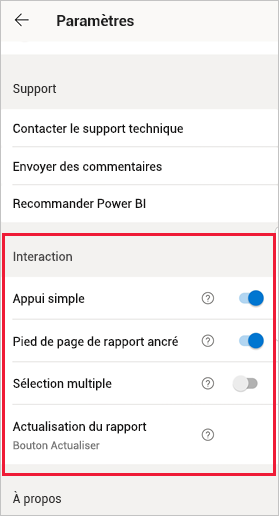 Paramètres
Support
Contacter le support technique
Envoyer des commentaires
Recommander Power BI
Interaction
Appui simple
Pied de page de rapport ancré
Sélection multiple
Actualisation du rapport
Bouton Actualiser
À propos